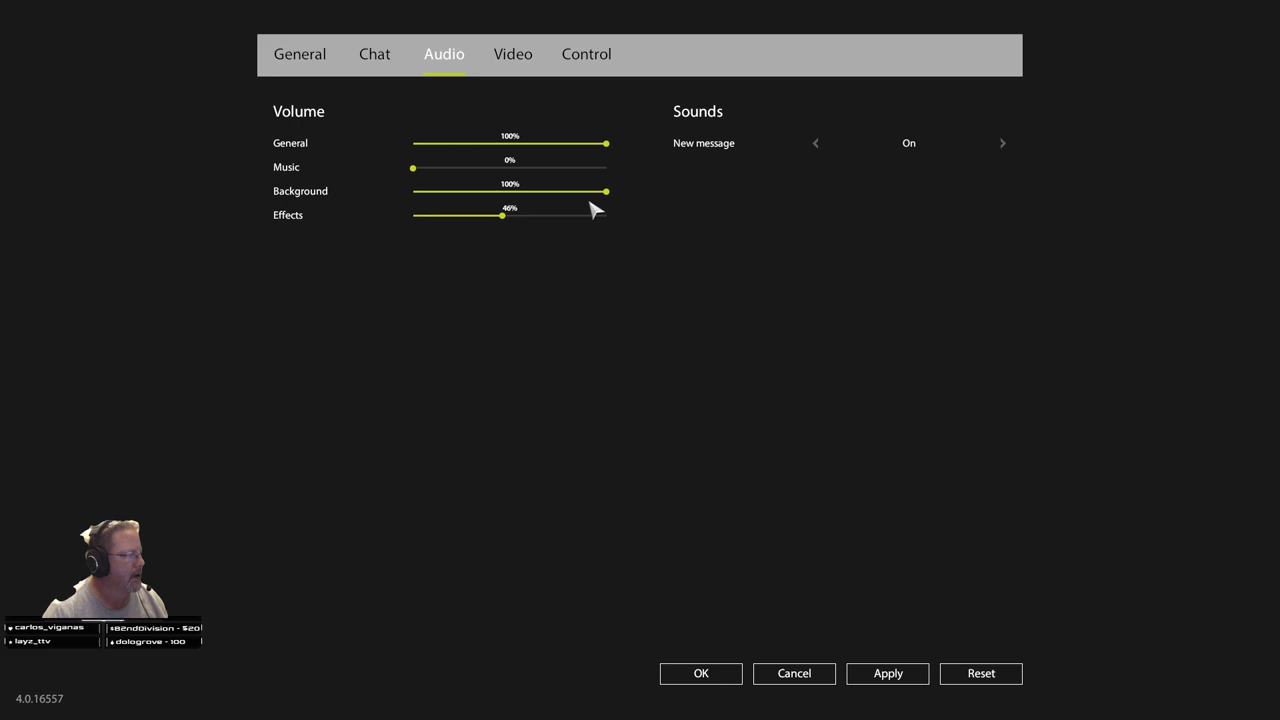 General Chat Audio Video Control
Volume
General 100%
Music 0%
Background 100%
Effects 46%
Sounds
New message On
carlos_viganas 82ndDivision - $20
layz_ttv dologrove - 100
OK Cancel Apply Reset
4.0.16557